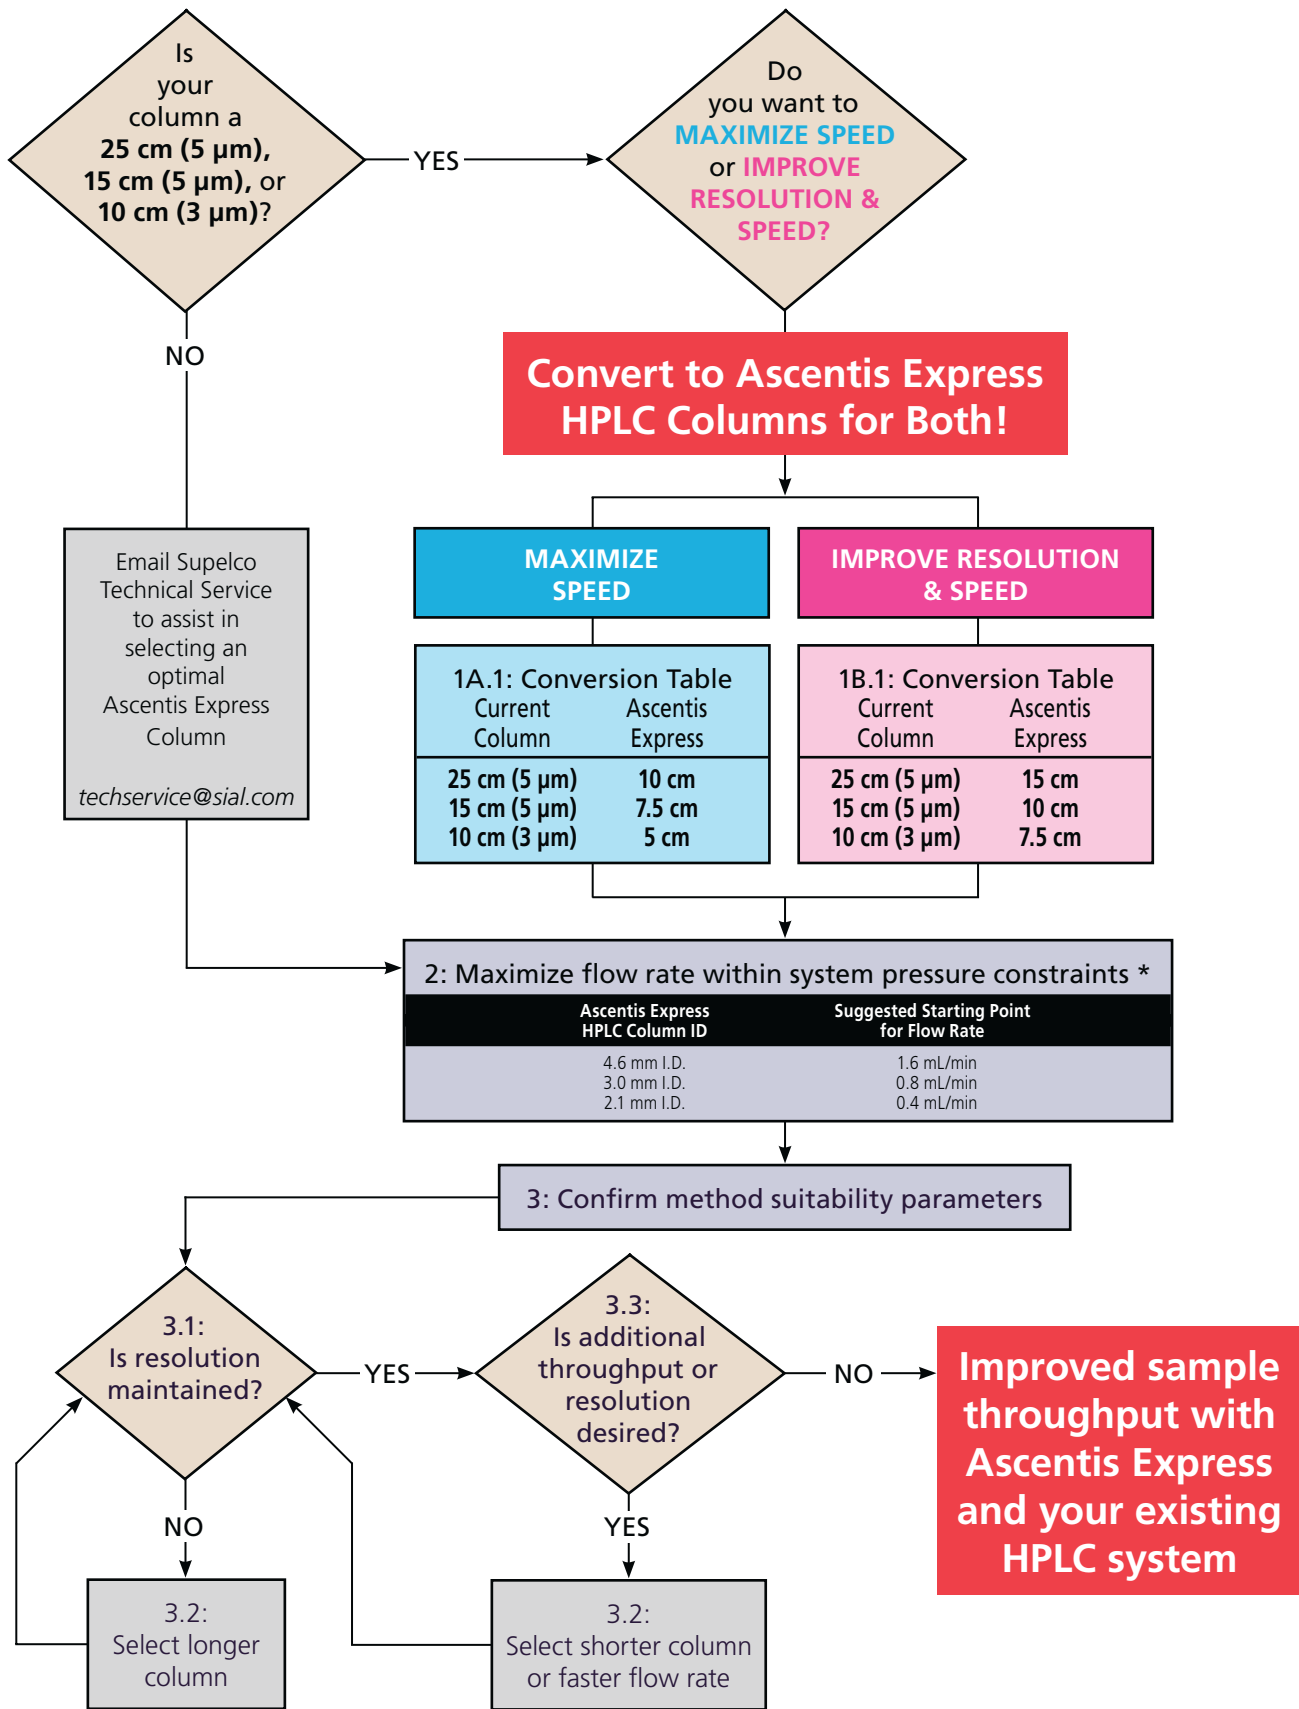 Is
your
column a
25 cm (5 µm),
15 cm (5 µm), or
10 cm (3 µm)?
YES
Do
you want to
MAXIMIZE SPEED
or IMPROVE
RESOLUTION &
SPEED?
NO
Convert to Ascentis Express
HPLC Columns for Both!
Email Supelco
Technical Service
to assist in
selecting an
optimal
Ascentis Express
Column
techservice@sial.com
MAXIMIZE
SPEED
1A.1: Conversion Table
Current Ascentis
Column Express
25 cm (5 µm) 10 cm
15 cm (5 µm) 7.5 cm
10 cm (3 µm) 5 cm
IMPROVE RESOLUTION
& SPEED
1B.1: Conversion Table
Current Ascentis
Column Express
25 cm (5 µm) 15 cm
15 cm (5 µm) 10 cm
10 cm (3 µm) 7.5 cm
2: Maximize flow rate within system pressure constraints *
Ascentis Express Suggested Starting Point
HPLC Column ID for Flow Rate
4.6 mm I.D. 1.6 mL/min
3.0 mm I.D. 0.8 mL/min
2.1 mm I.D. 0.4 mL/min
3: Confirm method suitability parameters
3.1:
Is resolution
maintained?
YES
3.3:
Is additional
throughput or
resolution
desired?
NO
Improved sample
throughput with
Ascentis Express
and your existing
HPLC system
NO
YES
3.2:
Select longer
column
3.2:
Select shorter column
or faster flow rate